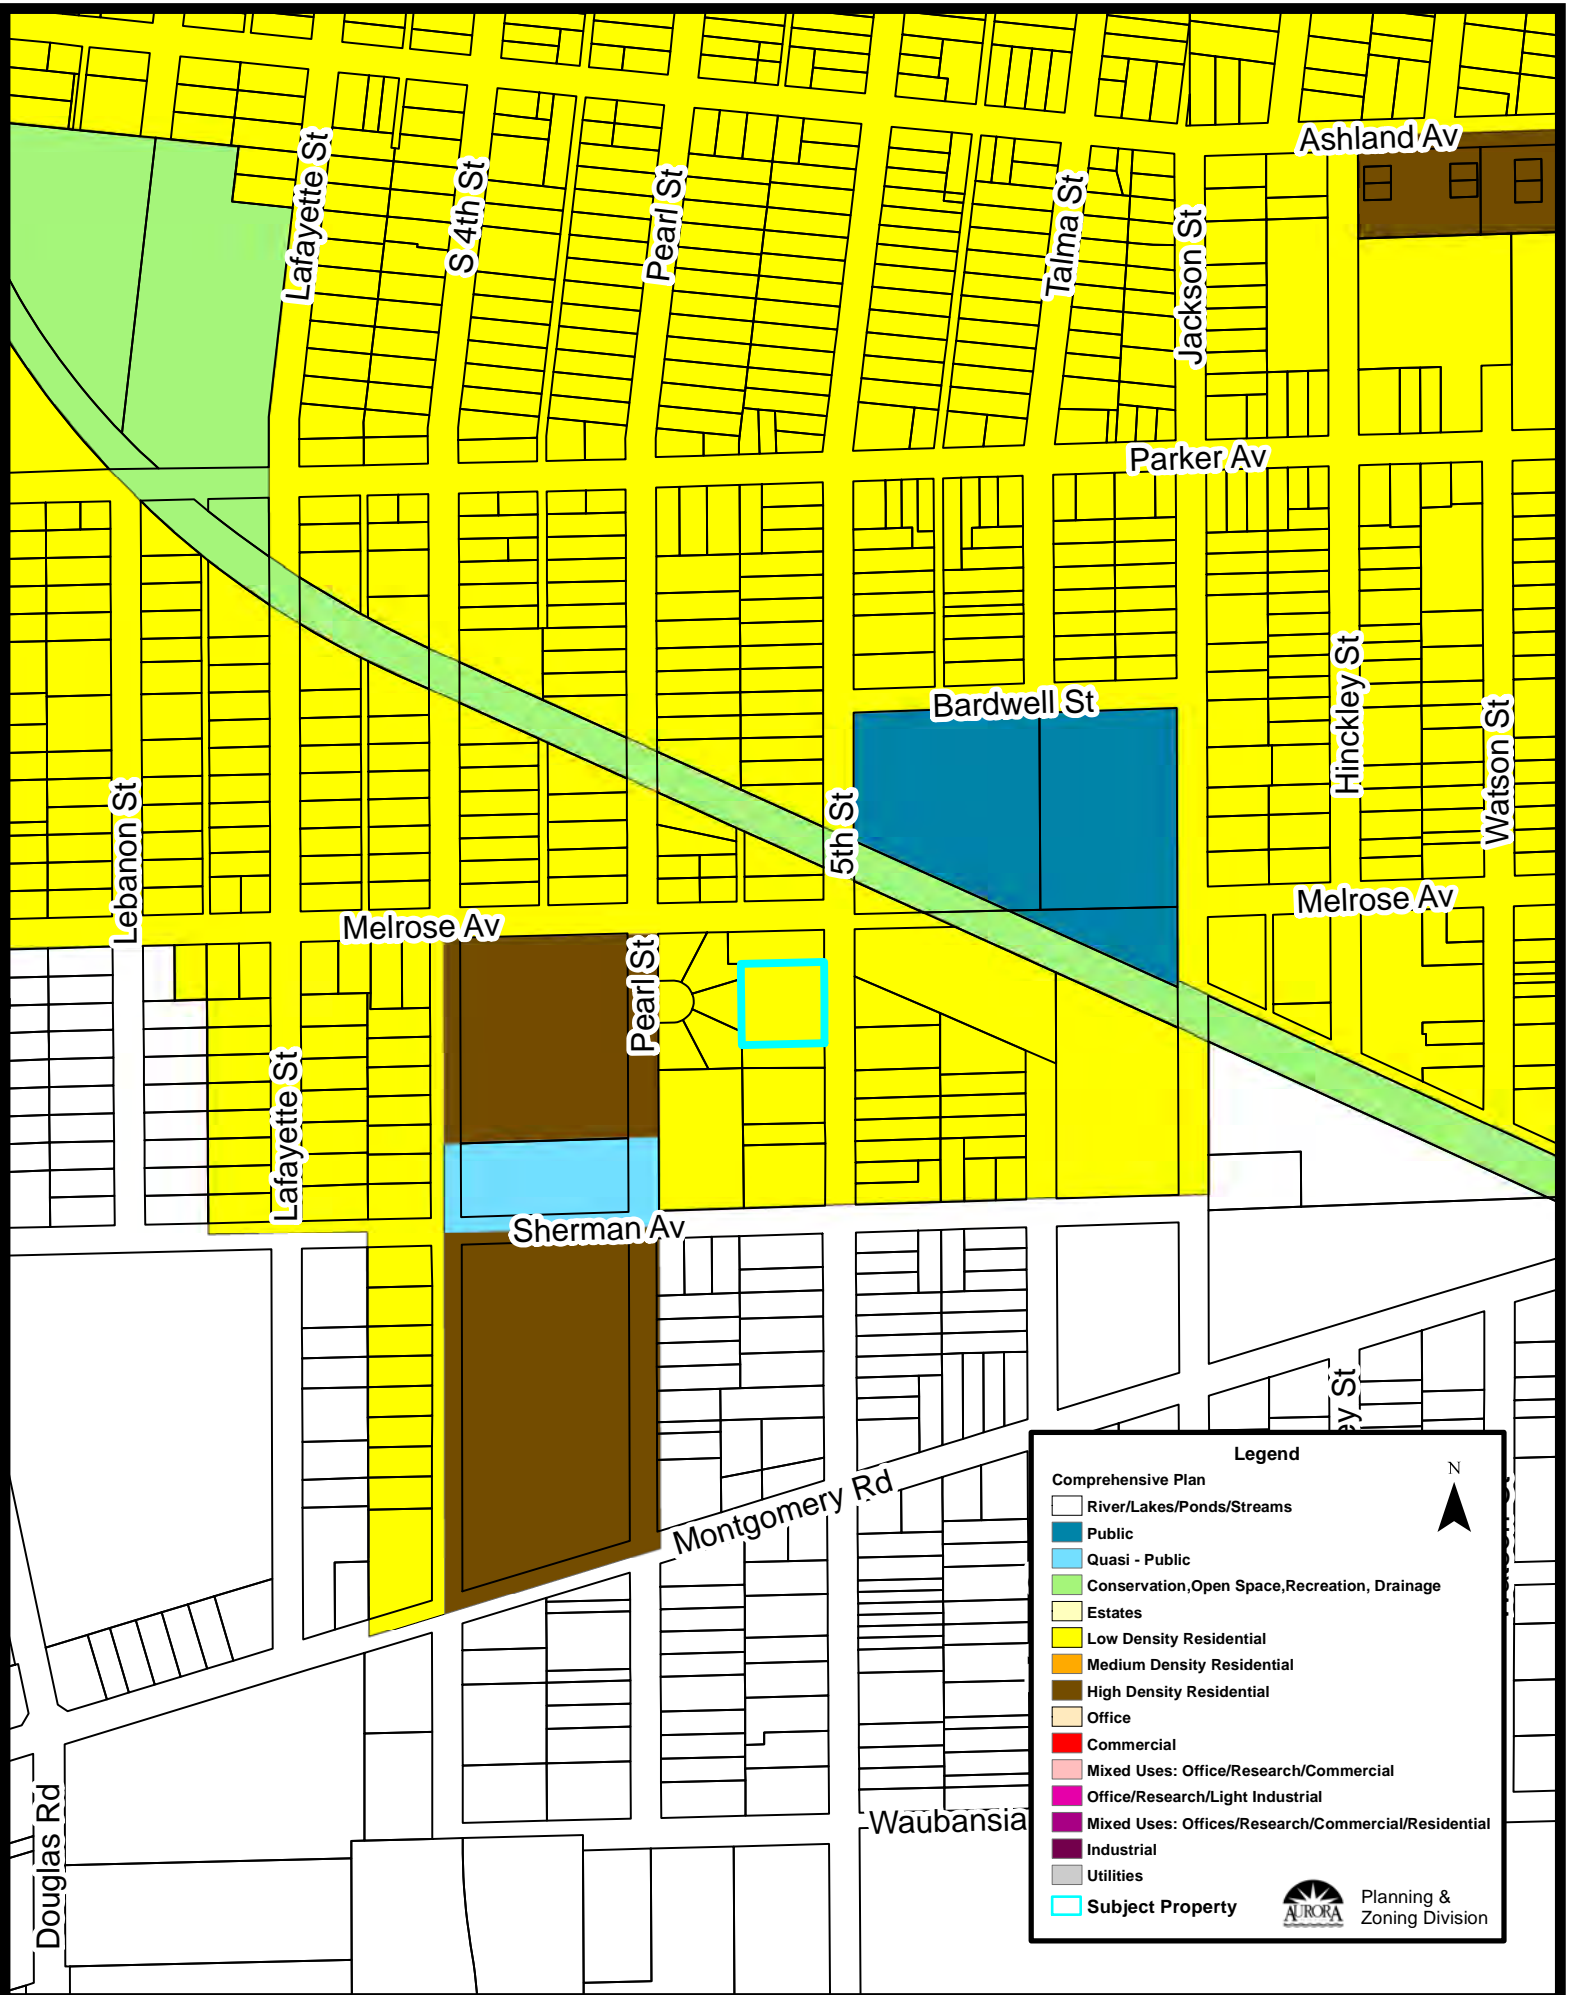 Ashland Av
Lafayette St
S 4th St
Pearl St
Talma St
Jackson St
Parker Av
Bardwell St
Hinckley St
Watson St
5th St
Lebanon St
Melrose Av
Melrose Av
Pearl St
Lafayette St
Sherman Av
ey St
Montgomery Rd
Waubansia
Douglas Rd
Legend
Comprehensive Plan
N
River/Lakes/Ponds/Streams
Public
Quasi - Public
Conservation,Open Space,Recreation, Drainage
Estates
Low Density Residential
Medium Density Residential
High Density Residential
Office
Commercial
Mixed Uses: Office/Research/Commercial
Office/Research/Light Industrial
Mixed Uses: Offices/Research/Commercial/Residential
Industrial
Utilities
Subject Property
AURORA
Planning &
Zoning Division